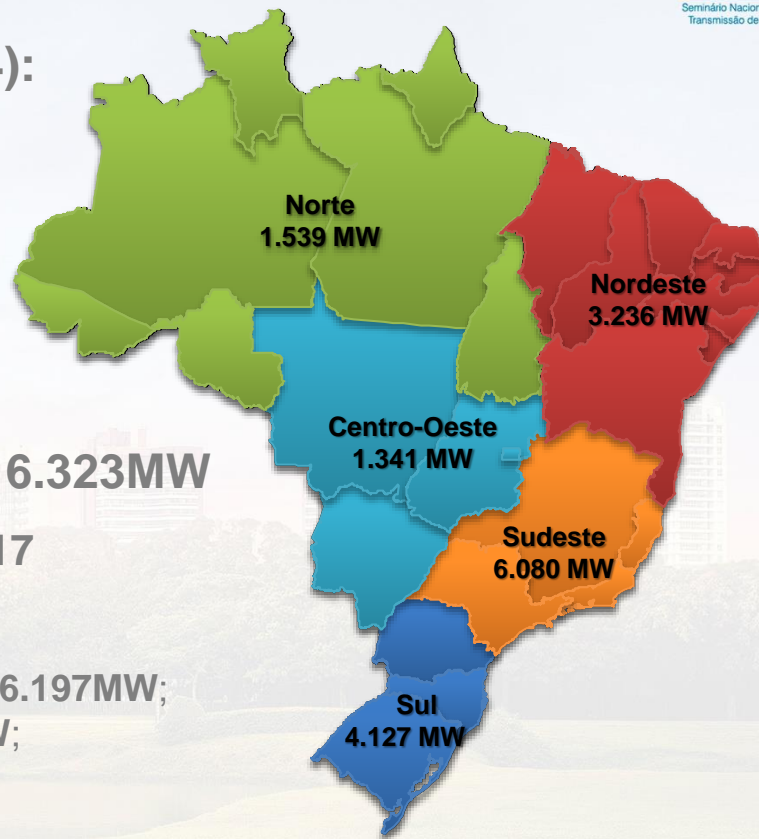 Seminário Nacion
Transmissão de
):
Norte
1.539 MW
Nordeste
3.236 MW
Centro-Oeste
1.341 MW
6.323MW
17
Sudeste
6.080 MW
6.197MW;
;
Sul
4.127 MW